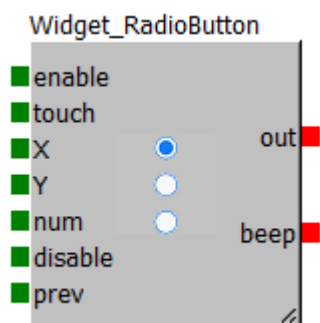 Widget_RadioButton
enable
touch
X
out
Y
num
beep
disable
prev